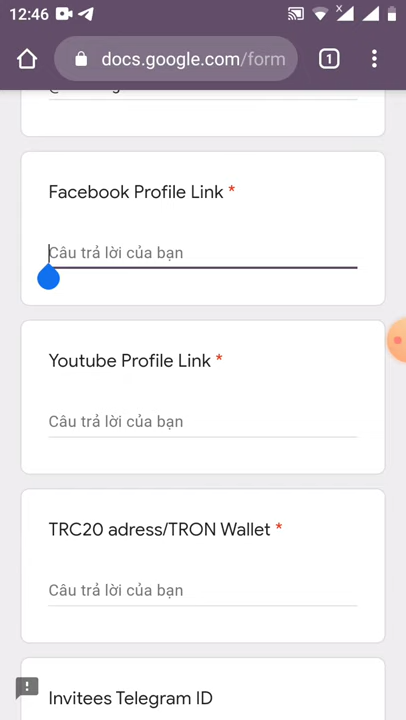 12:46
docs.google.com/form
1
Facebook Profile Link *
Câu trả lời của bạn
Youtube Profile Link *
Câu trả lời của bạn
TRC20 adress/TRON Wallet *
Câu trả lời của bạn
Invitees Telegram ID